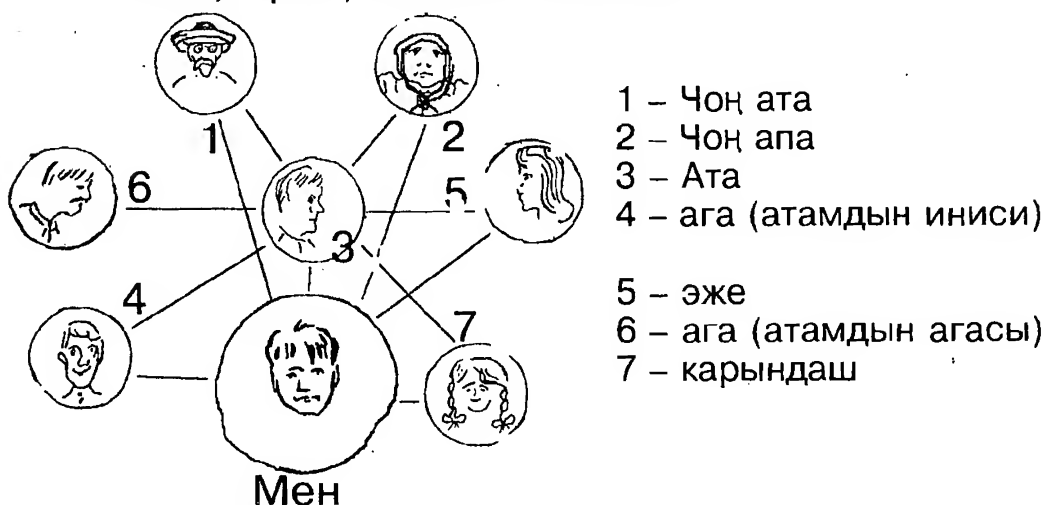 1
2
6
5
3
4
7
Мен
1 – Чоң ата
2 – Чоң апа
3 – Ата
4 – ага (атамдын иниси)
5 – эже
6 – ага (атамдын агасы)
7 – карындаш